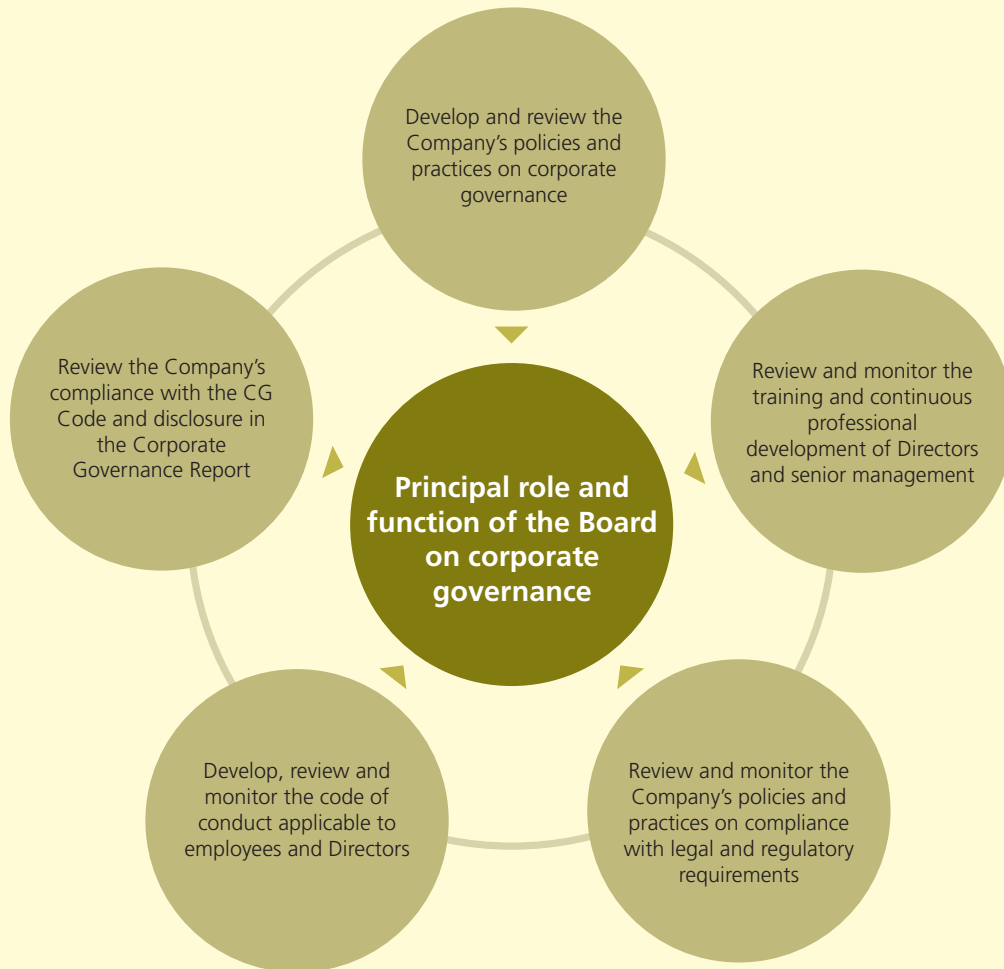 Develop and review the
Company’s policies and
practices on corporate
governance
Review the Company’s
compliance with the CG
Code and disclosure in
the Corporate
Governance Report
Review and monitor the
training and continuous
professional
development of Directors
and senior management
Principal role and
function of the Board
on corporate
governance
Develop, review and
monitor the code of
conduct applicable to
employees and Directors
Review and monitor the
Company’s policies and
practices on compliance
with legal and regulatory
requirements